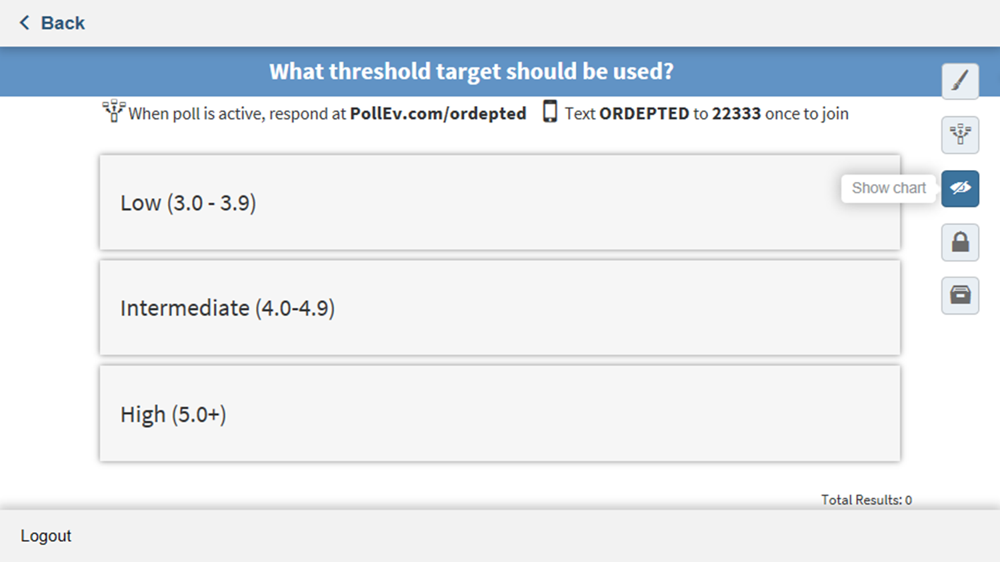 Back
What threshold target should be used?
When poll is active, respond at PollEv.com/ordepted Text ORDEPTED to 22333 once to join
Low (3.0 - 3.9)
Show chart
Intermediate (4.0-4.9)
High (5.0+)
Total Results: 0
Logout